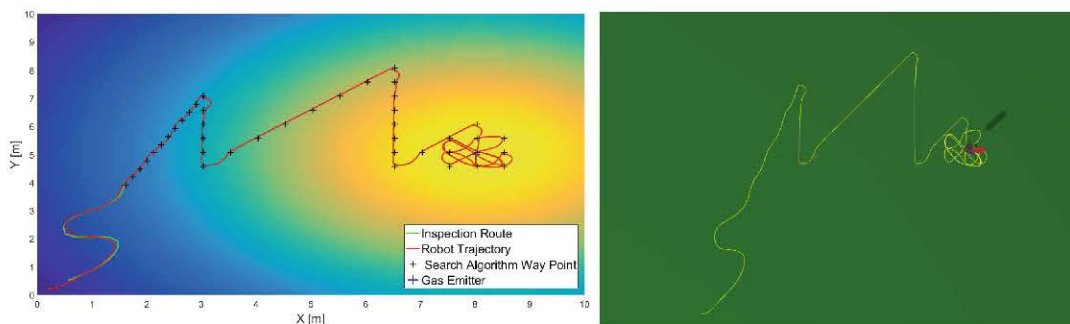 10
9
8
7
6
5
4
3
2
1
0
Y [m]
0 1 2 3 4 5 6 7 8 9 10
X [m]
Inspection Route
Robot Trajectory
Search Algorithm Way Point
Gas Emitter